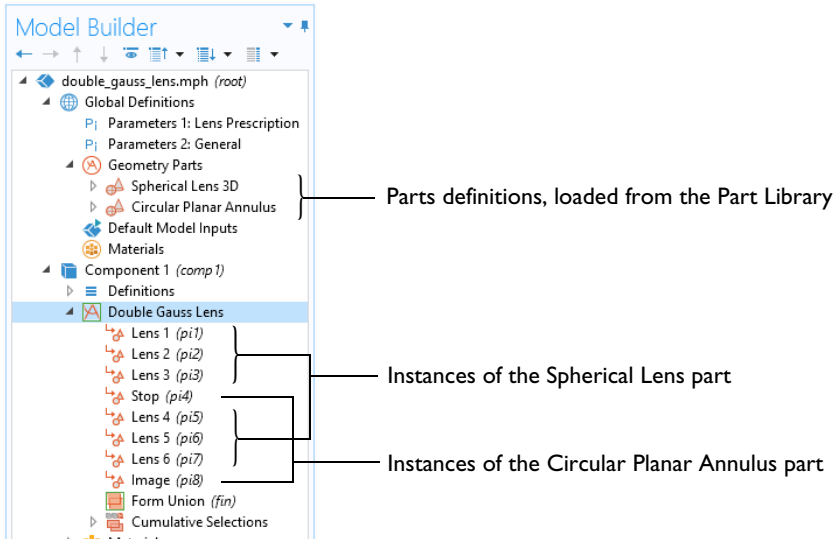 Model Builder
double_gauss_lens.mph (root)
Global Definitions
Pi Parameters 1: Lens Prescription
Pi Parameters 2: General
Geometry Parts
Spherical Lens 3D
Circular Planar Annulus
Parts definitions, loaded from the Part Library
Default Model Inputs
Materials
Component 1 (comp1)
Definitions
Double Gauss Lens
Lens 1 (pi1)
Lens 2 (pi2)
Lens 3 (pi3)
Instances of the Spherical Lens part
Stop (pi4)
Lens 4 (pi5)
Lens 5 (pi6)
Lens 6 (pi7)
Instances of the Circular Planar Annulus part
Image (pi8)
Form Union (fin)
Cumulative Selections